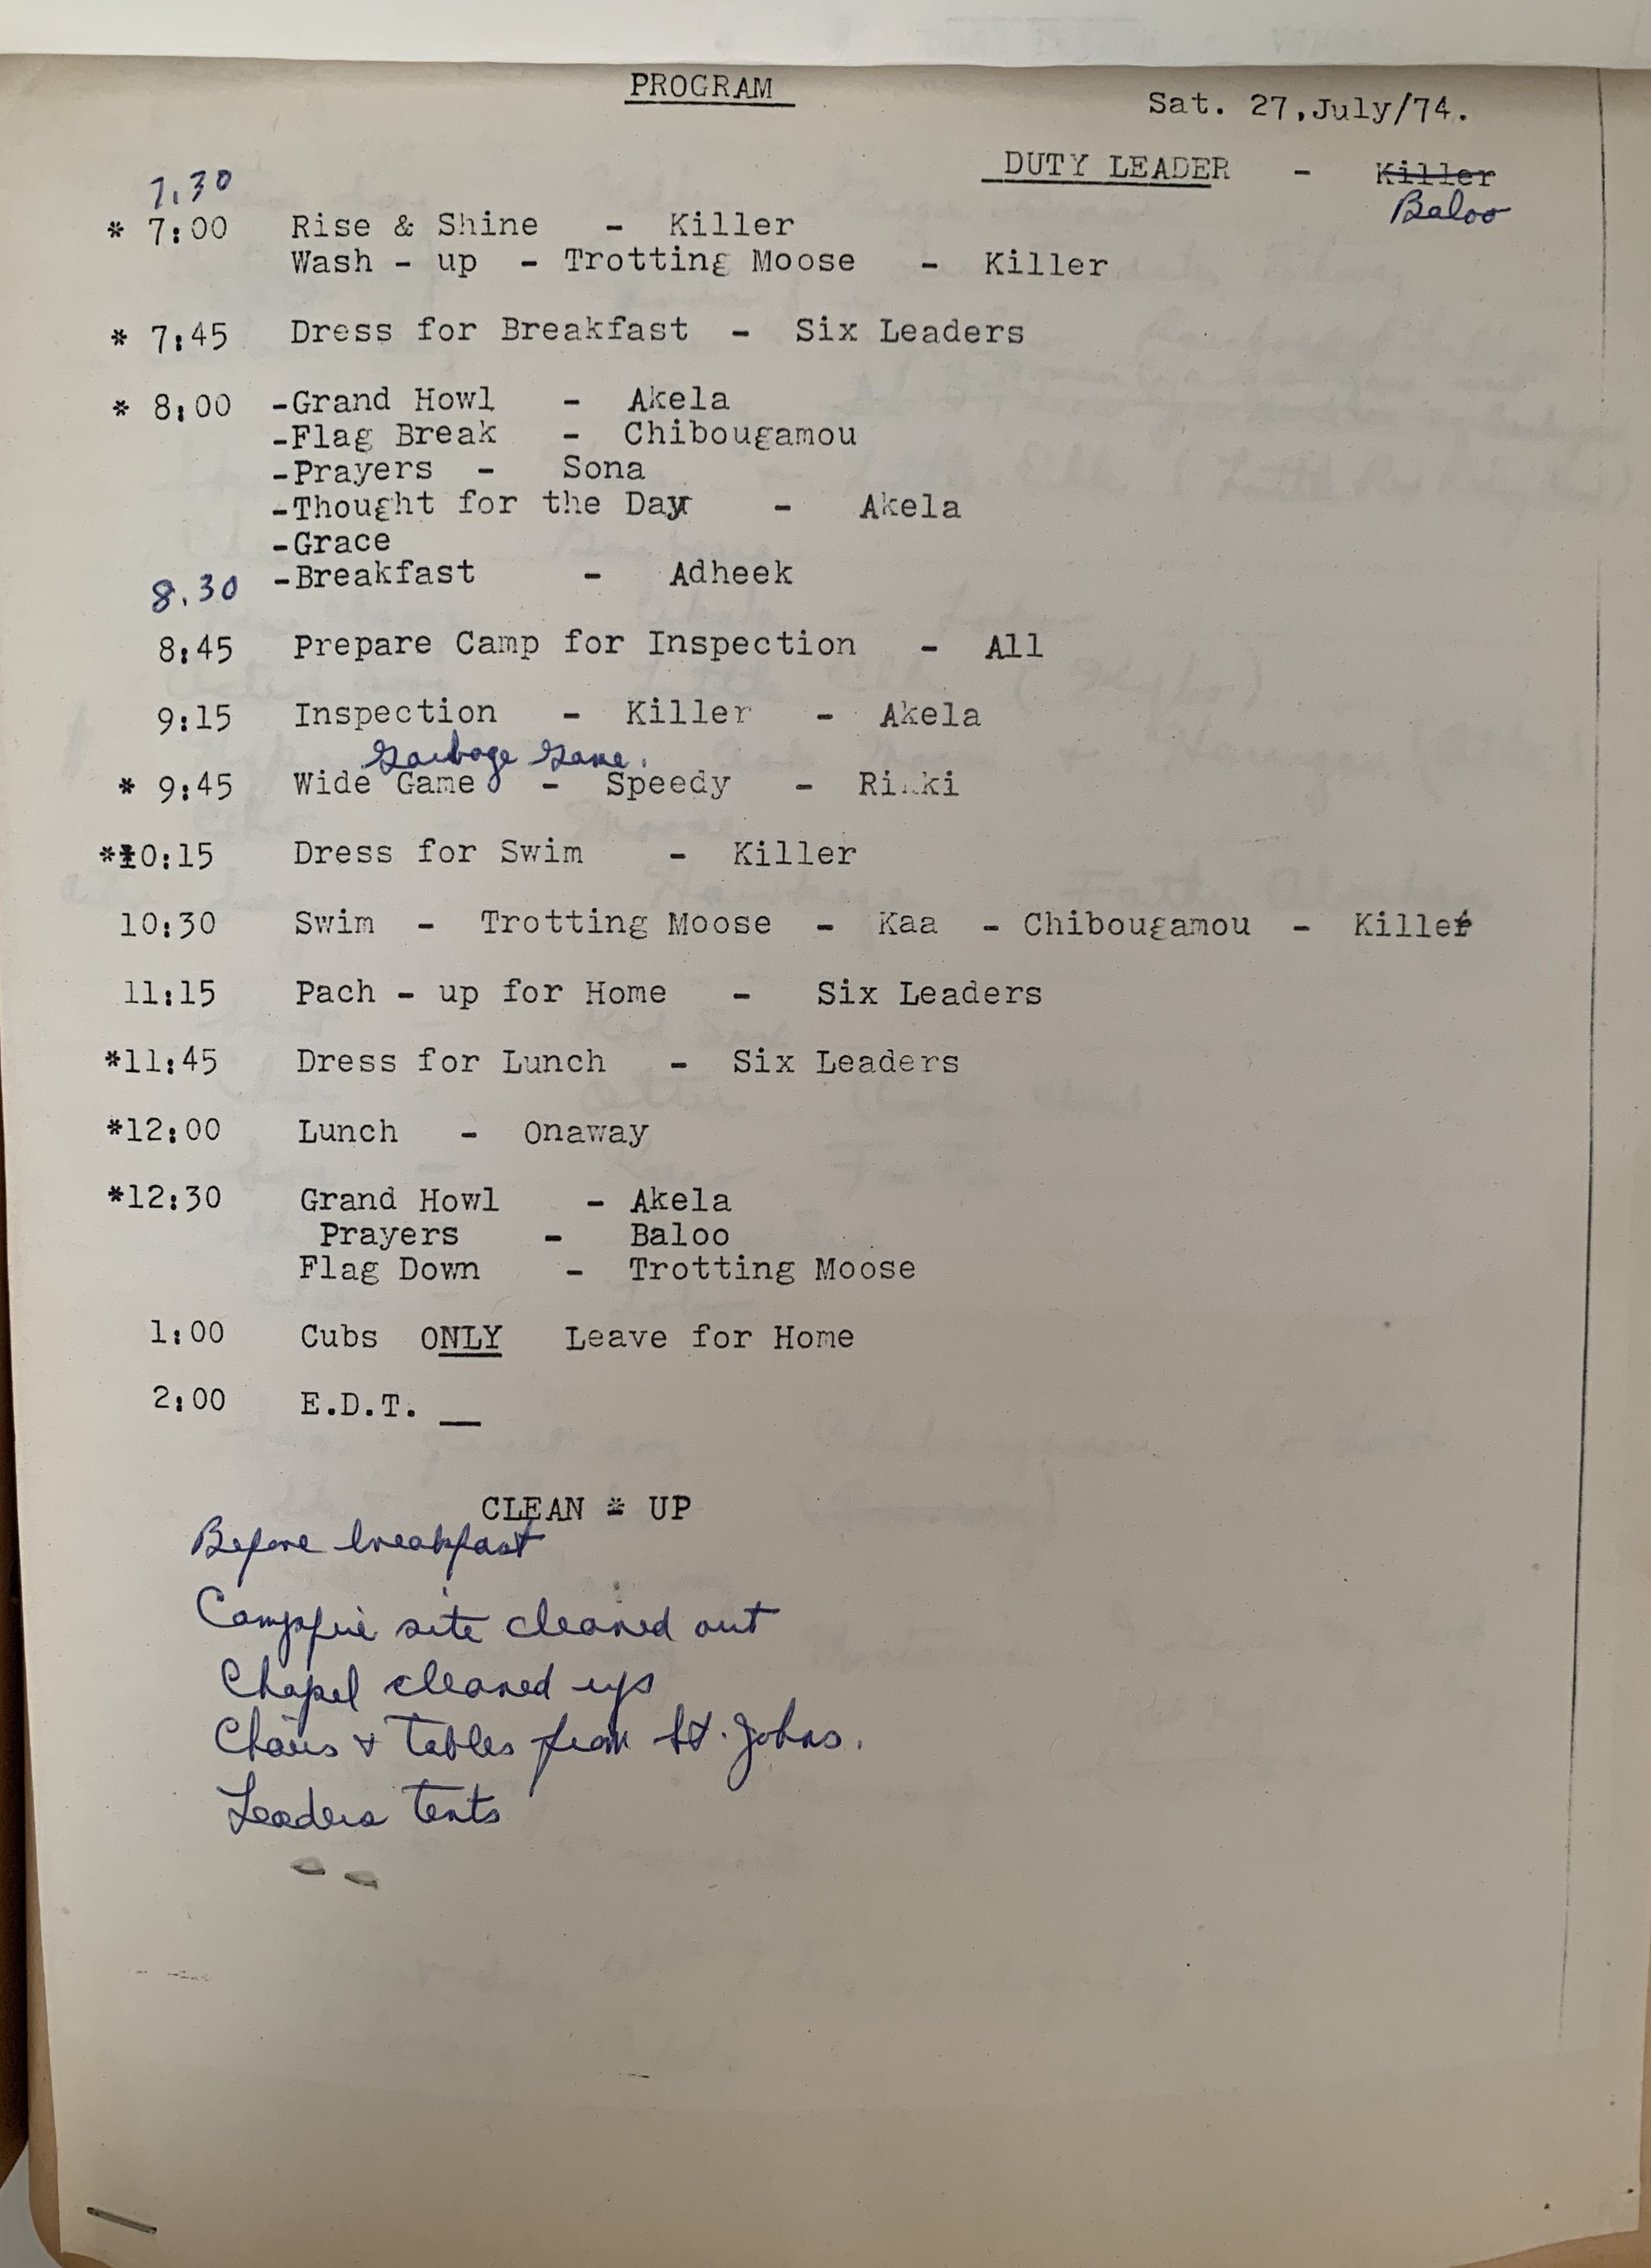 PROGRAM
Sat. 27,July/74.
DUTY LEADER - Killer
Baloo
7.30
* 7:00 Rise & Shine - Killer
Wash - up - Trotting Moose - Killer
* 7:45 Dress for Breakfast - Six Leaders
* 8:00 -Grand Howl - Akela
-Flag Break - Chibougamou
-Prayers - Sona
-Thought for the Day - Akela
-Grace
8.30 -Breakfast - Adheek
8:45 Prepare Camp for Inspection - All
9:15 Inspection - Killer - Akela
Garbage Game.
* 9:45 Wide Game - Speedy - Rikki
*10:15 Dress for Swim - Killer
10:30 Swim - Trotting Moose - Kaa - Chibougamou - Killer
11:15 Pach - up for Home - Six Leaders
*11:45 Dress for Lunch - Six Leaders
*12:00 Lunch - Onaway
*12:30 Grand Howl - Akela
Prayers - Baloo
Flag Down - Trotting Moose
1:00 Cubs ONLY Leave for Home
2:00 E.D.T. __
CLEAN - UP
Before breakfast
Campfire site cleaned out
Chapel cleaned up
Chairs & Tables from St. Johns.
Leaders Tents